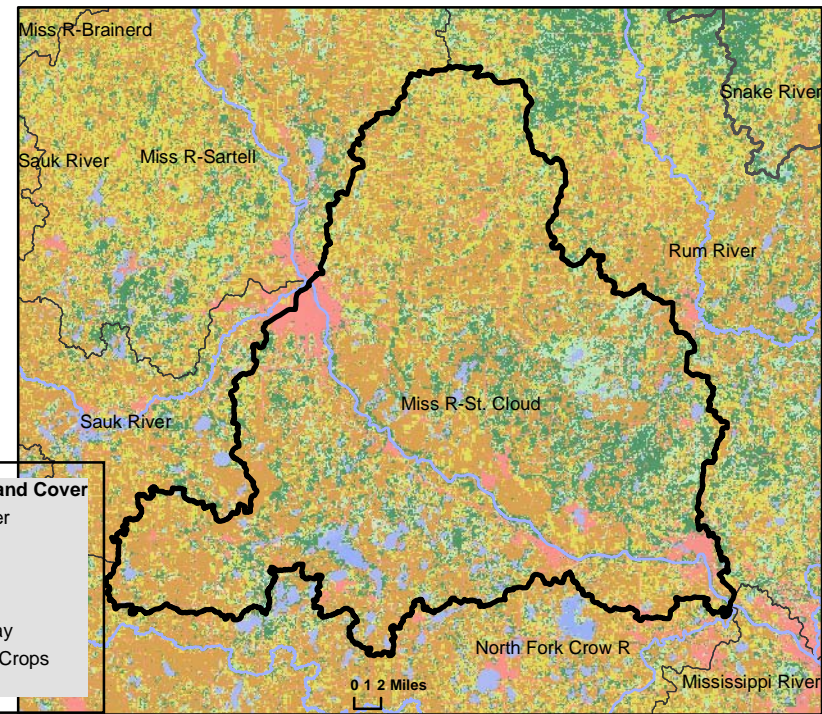 Miss R-Brainerd
Snake River
Sauk River
Miss R-Sartell
Rum River
Miss R-St. Cloud
Sauk River
and Cover
er
ay
Crops
North Fork Crow R
Mississippi River
0 1 2 Miles